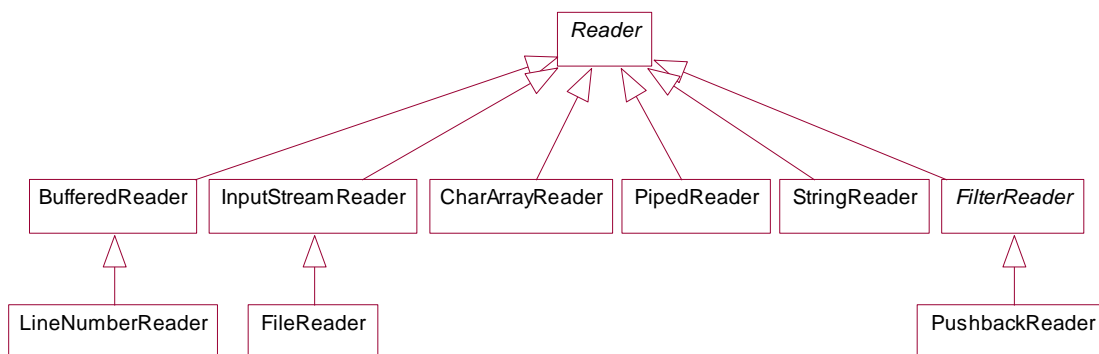 Reader
BufferedReader
InputStreamReader
CharArrayReader
PipedReader
StringReader
FilterReader
LineNumberReader
FileReader
PushbackReader